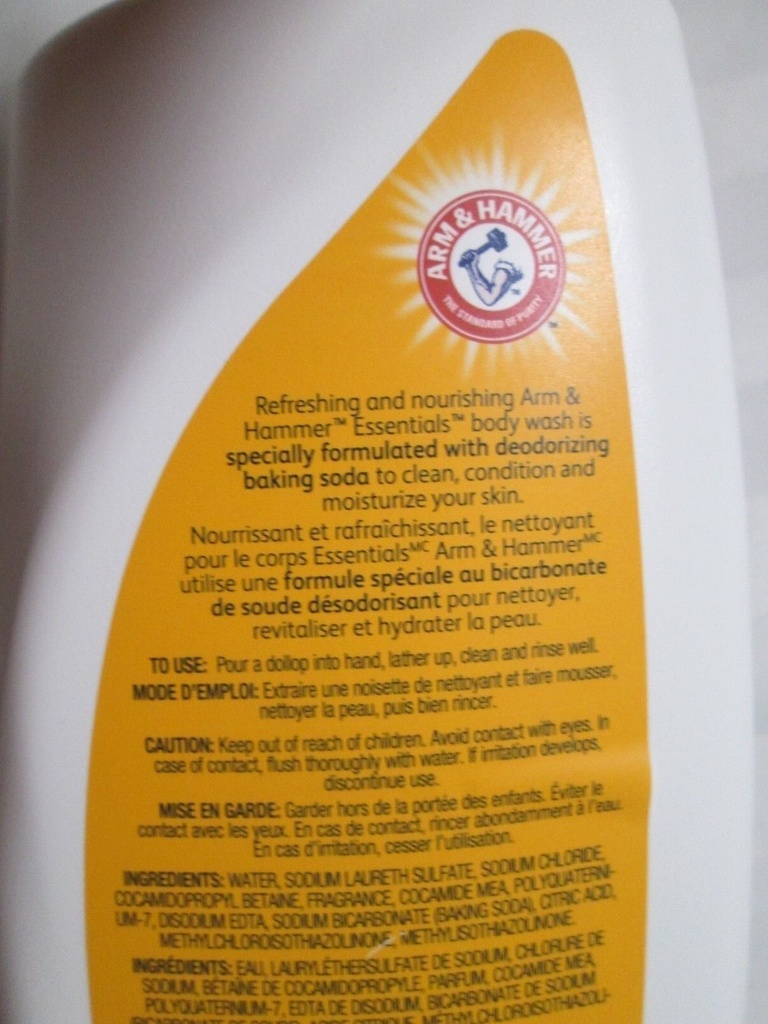 ARM & HAMMER
THE STANDARD OF PURITY
Refreshing and nourishing Arm &
Hammer™ Essentials™ body wash is
specially formulated with deodorizing
baking soda to clean, condition and
moisturize your skin.
Nourrissant et rafraîchissant, le nettoyant
pour le corps Essentialsᴹᶜ Arm & Hammerᴹᶜ
utilise une formule spéciale au bicarbonate
de soude désodorisant pour nettoyer,
revitaliser et hydrater la peau.
TO USE: Pour a dollop into hand, lather up, clean and rinse well.
MODE D'EMPLOI: Extraire une noisette de nettoyant et faire mousser,
nettoyer la peau, puis bien rincer.
CAUTION: Keep out of reach of children. Avoid contact with eyes. In
case of contact, flush thoroughly with water. If irritation develops,
discontinue use.
MISE EN GARDE: Garder hors de la portée des enfants. Éviter le
contact avec les yeux. En cas de contact, rincer abondamment à l'eau.
En cas d'irritation, cesser l'utilisation.
INGREDIENTS: WATER, SODIUM LAURETH SULFATE, SODIUM CHLORIDE,
COCAMIDOPROPYL BETAINE, FRAGRANCE, COCAMIDE MEA, POLYQUATERNI-
UM-7, DISODIUM EDTA, SODIUM BICARBONATE (BAKING SODA), CITRIC ACID,
METHYLCHLOROISOTHIAZOLINONE, METHYLISOTHIAZOLINONE.
INGRÉDIENTS: EAU, LAURYLÉTHERSULFATE DE SODIUM, CHLORURE DE
SODIUM, BÉTAÏNE DE COCAMIDOPROPYLE, PARFUM, COCAMIDE MEA,
POLYQUATERNIUM-7, EDTA DE DISODIUM, BICARBONATE DE SODIUM
(BICARBONATE DE SOUDE), ACIDE CITRIQUE, MÉTHYLCHLOROISOTHIAZOLI-